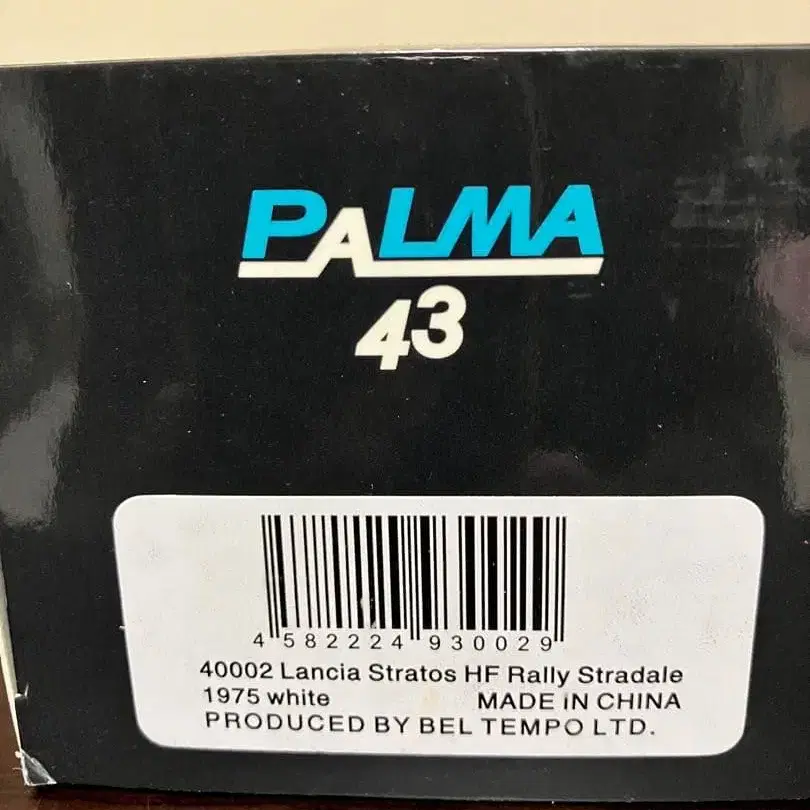 PALMA
43
4 582224 930029
40002 Lancia Stratos HF Rally Stradale
1975 white MADE IN CHINA
PRODUCED BY BEL TEMPO LTD.